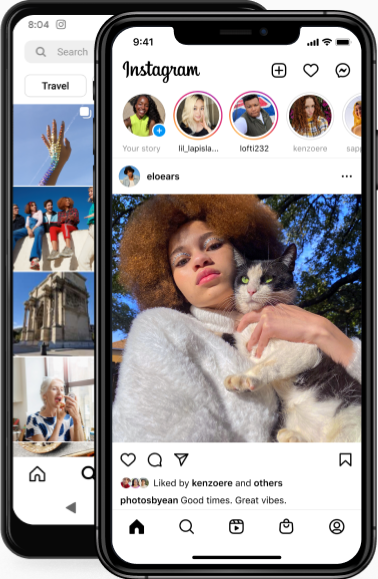 8:04
Search
Travel
9:41
Instagram
Your story
lil_lapisla...
lofti232
kenzoere
eloears
Liked by kenzoere and others
photosbyean Good times. Great vibes.